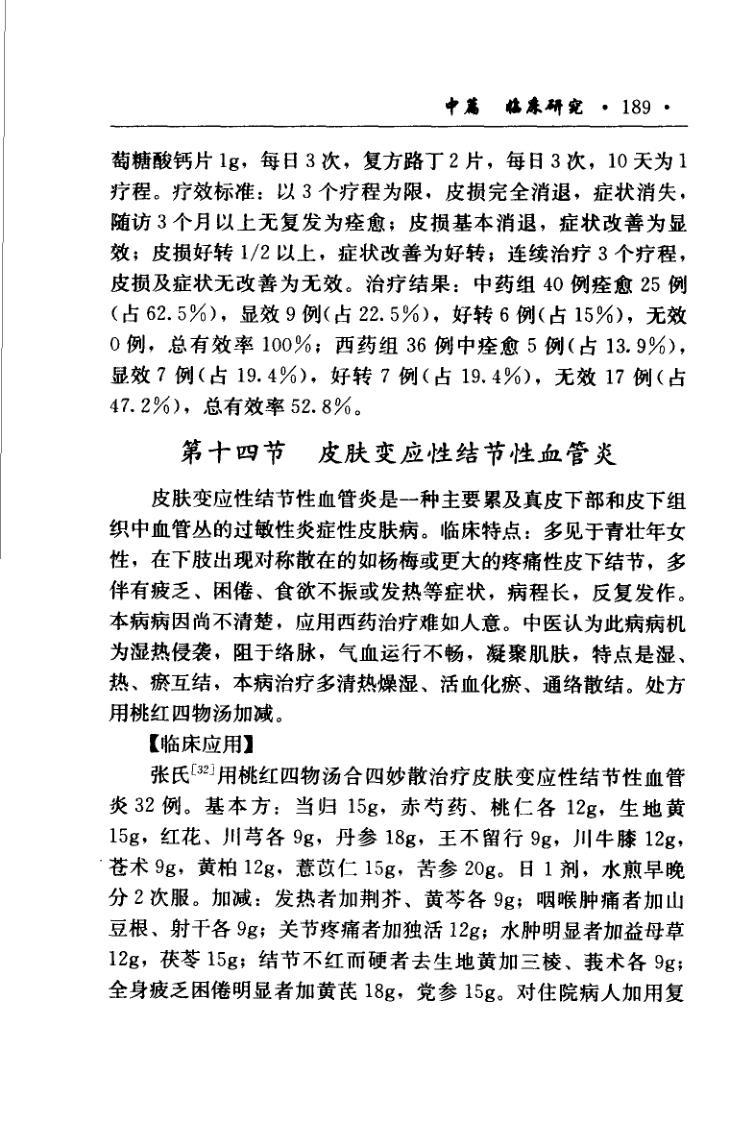 中篇 临床研究 · 189 ·
萄糖酸钙片 1g，每日 3 次，复方路丁 2 片，每日 3 次，10 天为 1
疗程。疗效标准：以 3 个疗程为限，皮损完全消退，症状消失，
随访 3 个月以上无复发为痊愈；皮损基本消退，症状改善为显
效；皮损好转 1/2 以上，症状改善为好转；连续治疗 3 个疗程，
皮损及症状无改善为无效。治疗结果：中药组 40 例痊愈 25 例
（占 62.5％），显效 9 例（占 22.5％），好转 6 例（占 15％），无效
0 例，总有效率 100％；西药组 36 例中痊愈 5 例（占 13.9％），
显效 7 例（占 19.4％），好转 7 例（占 19.4％），无效 17 例（占
47.2％），总有效率 52.8％。
第十四节 皮肤变应性结节性血管炎
皮肤变应性结节性血管炎是一种主要累及真皮下部和皮下组
织中血管丛的过敏性炎症性皮肤病。临床特点：多见于青壮年女
性，在下肢出现对称散在的如杨梅或更大的疼痛性皮下结节，多
伴有疲乏、困倦、食欲不振或发热等症状，病程长，反复发作。
本病病因尚不清楚，应用西药治疗难如人意。中医认为此病病机
为湿热侵袭，阻于络脉，气血运行不畅，凝聚肌肤，特点是湿、
热、瘀互结，本病治疗多清热燥湿、活血化瘀、通络散结。处方
用桃红四物汤加减。
【临床应用】
张氏[32]用桃红四物汤合四妙散治疗皮肤变应性结节性血管
炎 32 例。基本方：当归 15g，赤芍药、桃仁各 12g，生地黄
15g，红花、川芎各 9g，丹参 18g，王不留行 9g，川牛膝 12g，
苍术 9g，黄柏 12g，薏苡仁 15g，苦参 20g。日 1 剂，水煎早晚
分 2 次服。加减：发热者加荆芥、黄芩各 9g；咽喉肿痛者加山
豆根、射干各 9g；关节疼痛者加独活 12g；水肿明显者加益母草
12g，茯苓 15g；结节不红而硬者去生地黄加三棱、莪术各 9g；
全身疲乏困倦明显者加黄芪 18g，党参 15g。对住院病人加用复